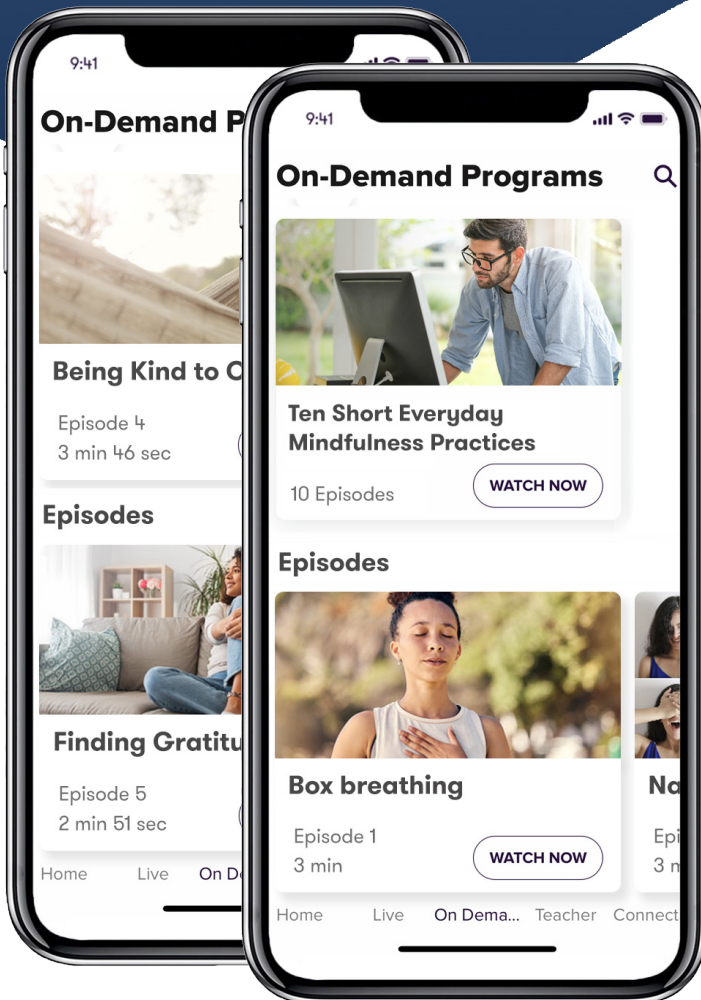 9:41
On-Demand P
Being Kind to
Episode 4
3 min 46 sec
Episodes
Finding Gratitu
Episode 5
2 min 51 sec
Home Live On De
9:41
On-Demand Programs
Ten Short Everyday
Mindfulness Practices
10 Episodes WATCH NOW
Episodes
Box breathing
Episode 1
3 min WATCH NOW
Na
Epi
3 m
Home Live On Dema... Teacher Connect